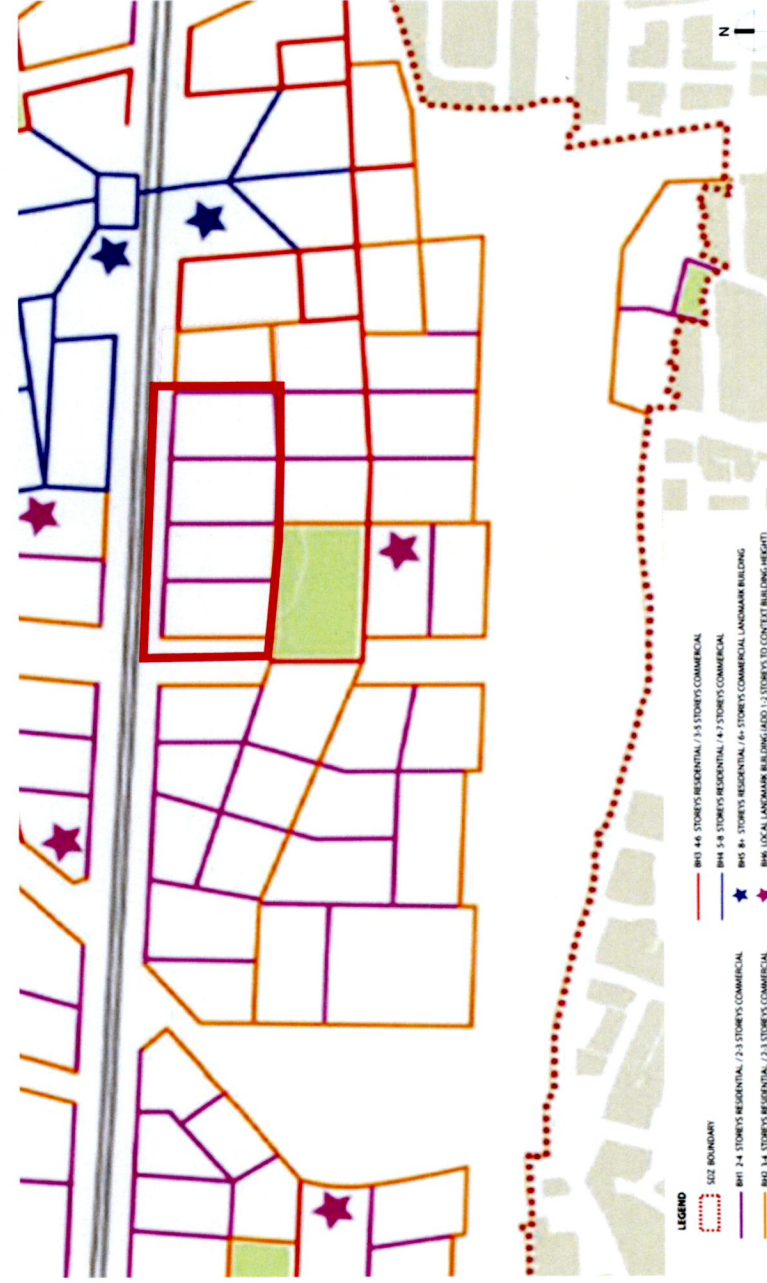 N
LEGEND
SDZ BOUNDARY
BH1 2-4 STOREYS RESIDENTIAL / 2-3 STOREYS COMMERCIAL
BH2 3-4 STOREYS RESIDENTIAL / 2-3 STOREYS COMMERCIAL
BH3 4-6 STOREYS RESIDENTIAL / 3-5 STOREYS COMMERCIAL
BH4 5-8 STOREYS RESIDENTIAL / 4-7 STOREYS COMMERCIAL
BH5 8+ STOREYS RESIDENTIAL / 6+ STOREYS COMMERCIAL LANDMARK BUILDING
BH6 LOCAL LANDMARK BUILDING (ADD 1-2 STOREYS TO CONTEXT BUILDING HEIGHT)